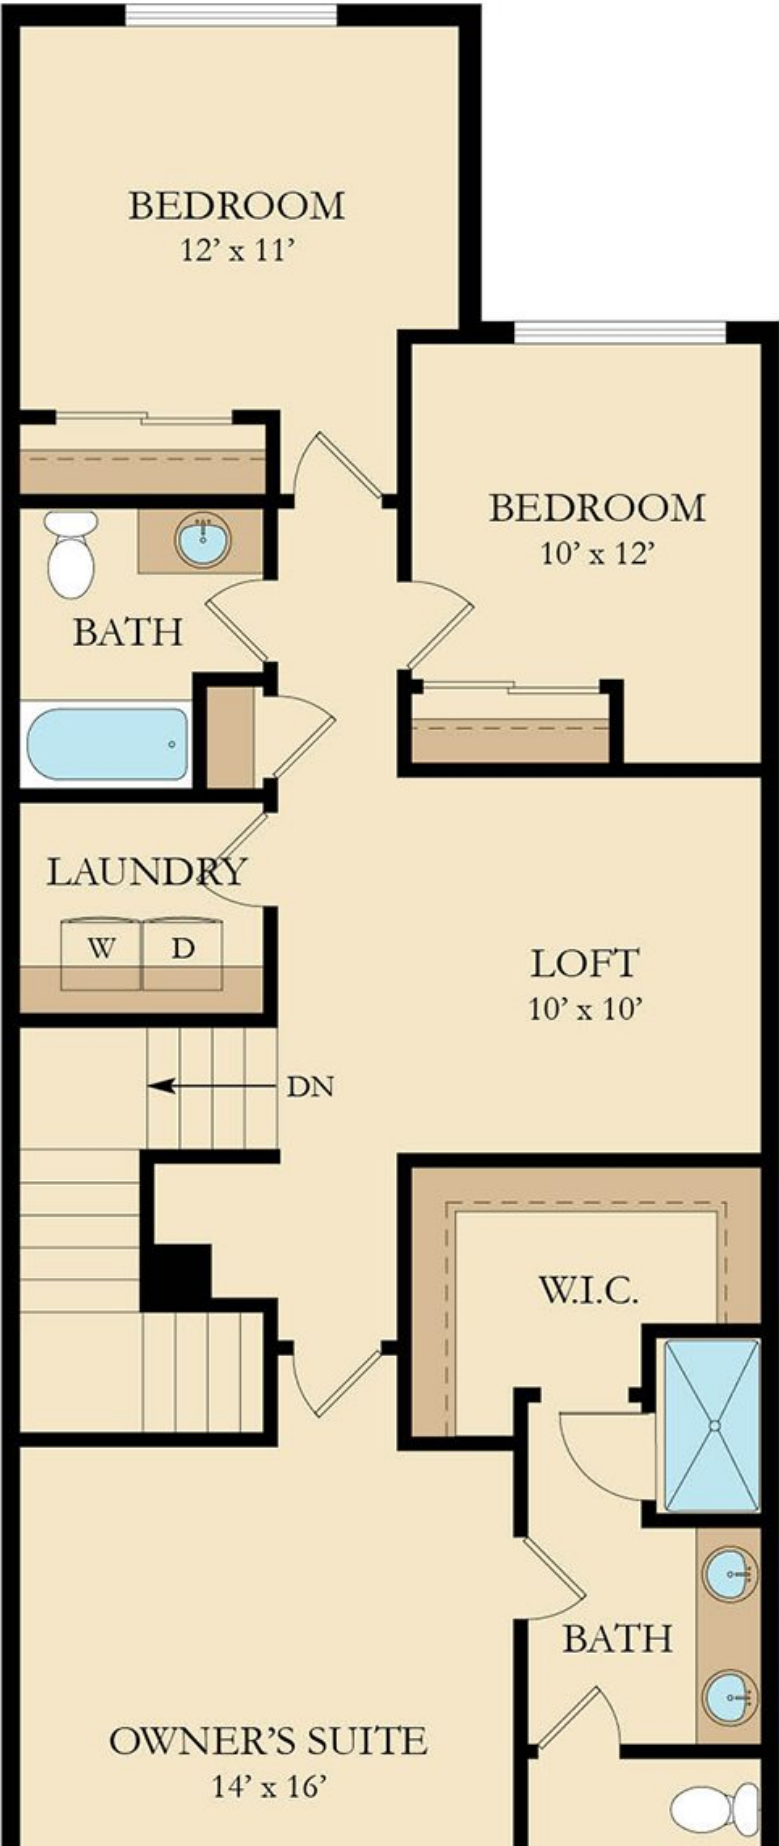 BEDROOM
12’ x 11’
BEDROOM
10’ x 12’
BATH
LAUNDRY
W D
LOFT
10’ x 10’
DN
W.I.C.
BATH
OWNER’S SUITE
14’ x 16’